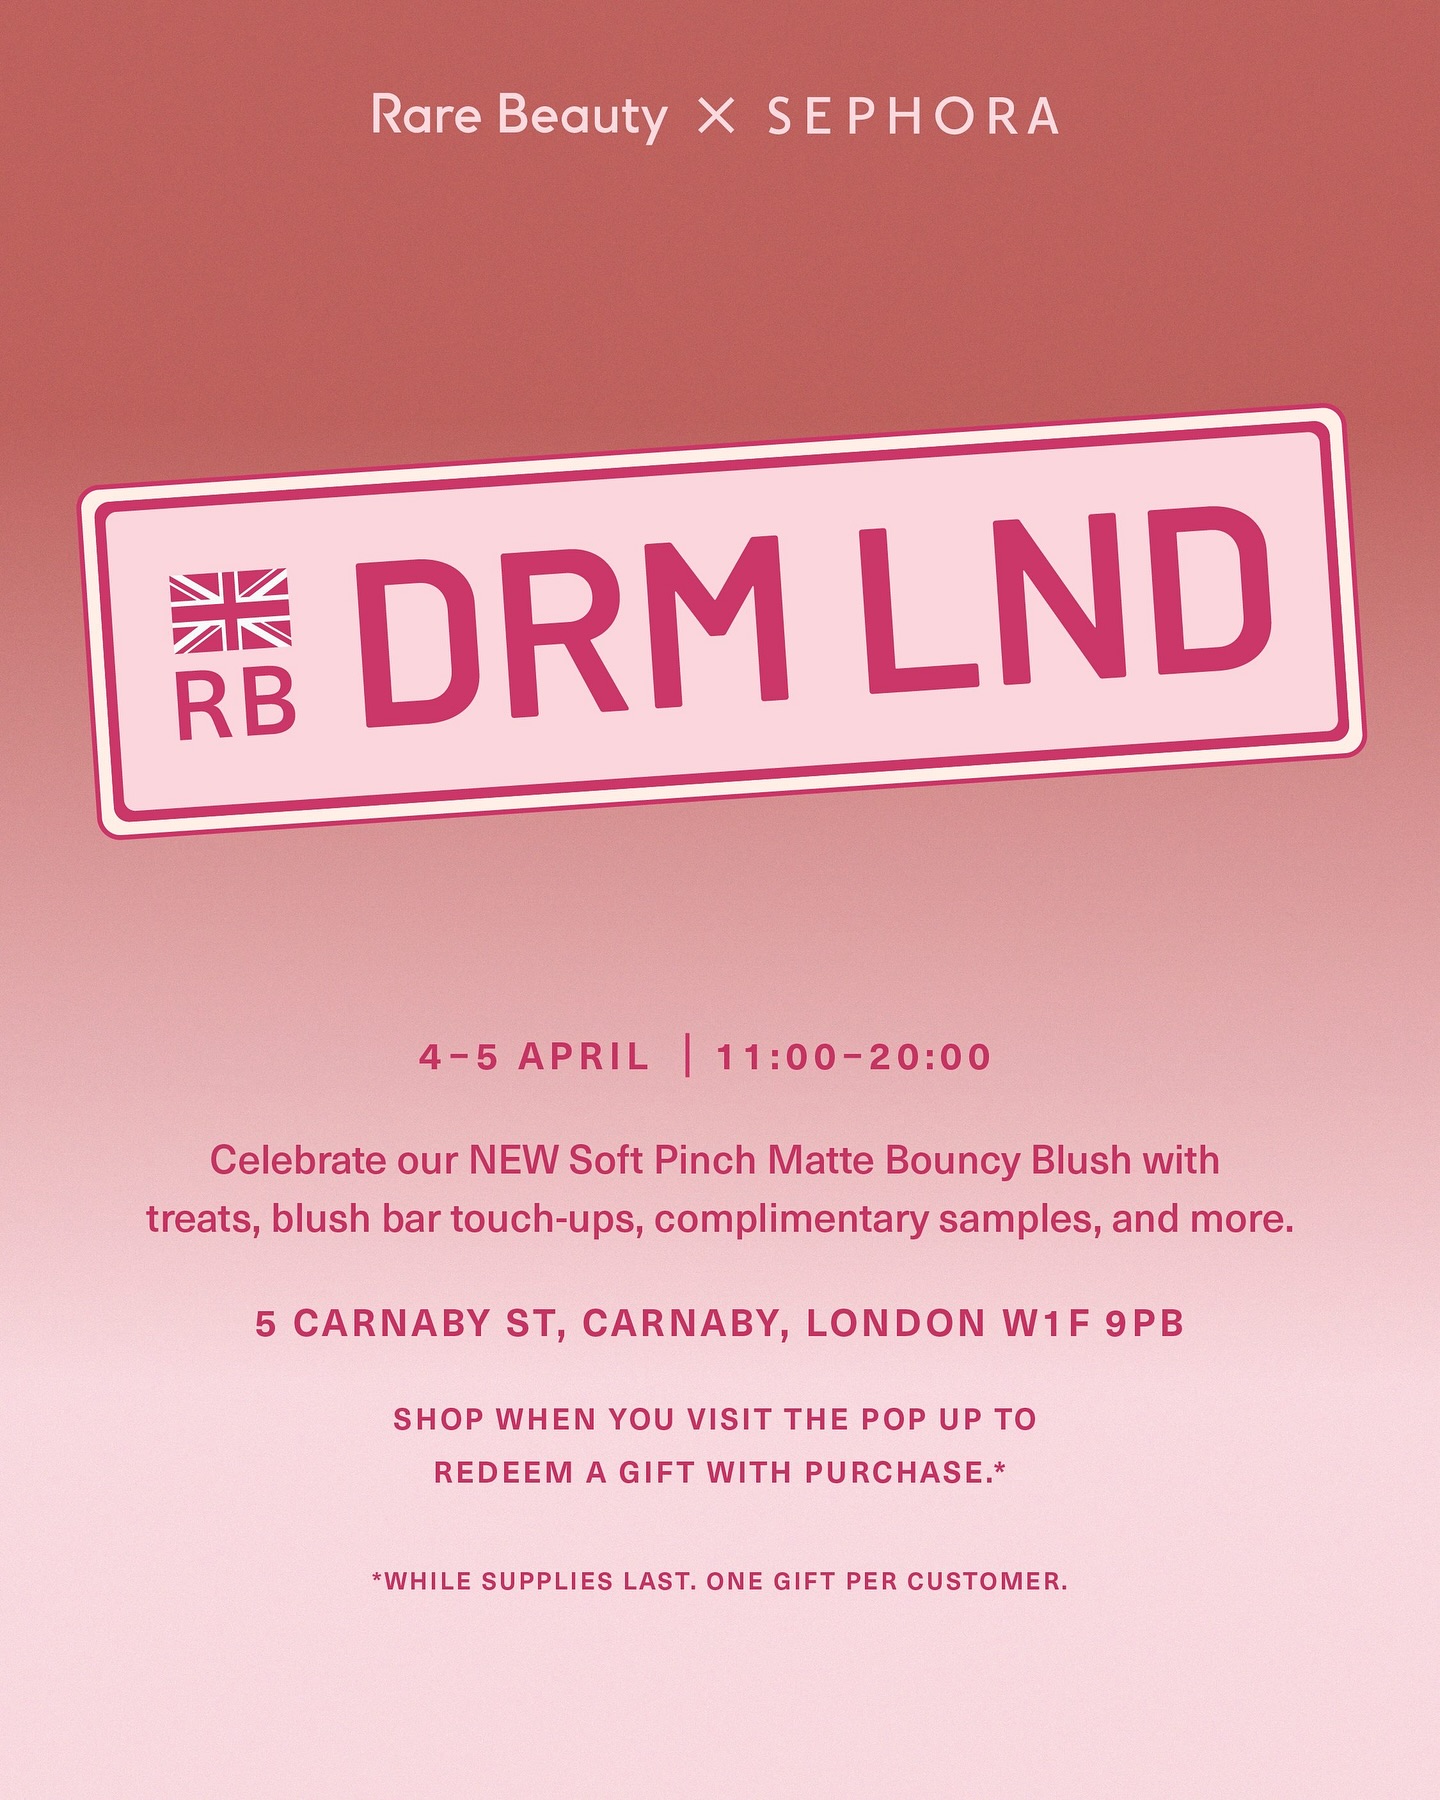 Rare Beauty × SEPHORA
RB DRM LND
4–5 APRIL | 11:00–20:00
Celebrate our NEW Soft Pinch Matte Bouncy Blush with
treats, blush bar touch-ups, complimentary samples, and more.
5 CARNABY ST, CARNABY, LONDON W1F 9PB
SHOP WHEN YOU VISIT THE POP UP TO
REDEEM A GIFT WITH PURCHASE.*
*WHILE SUPPLIES LAST. ONE GIFT PER CUSTOMER.